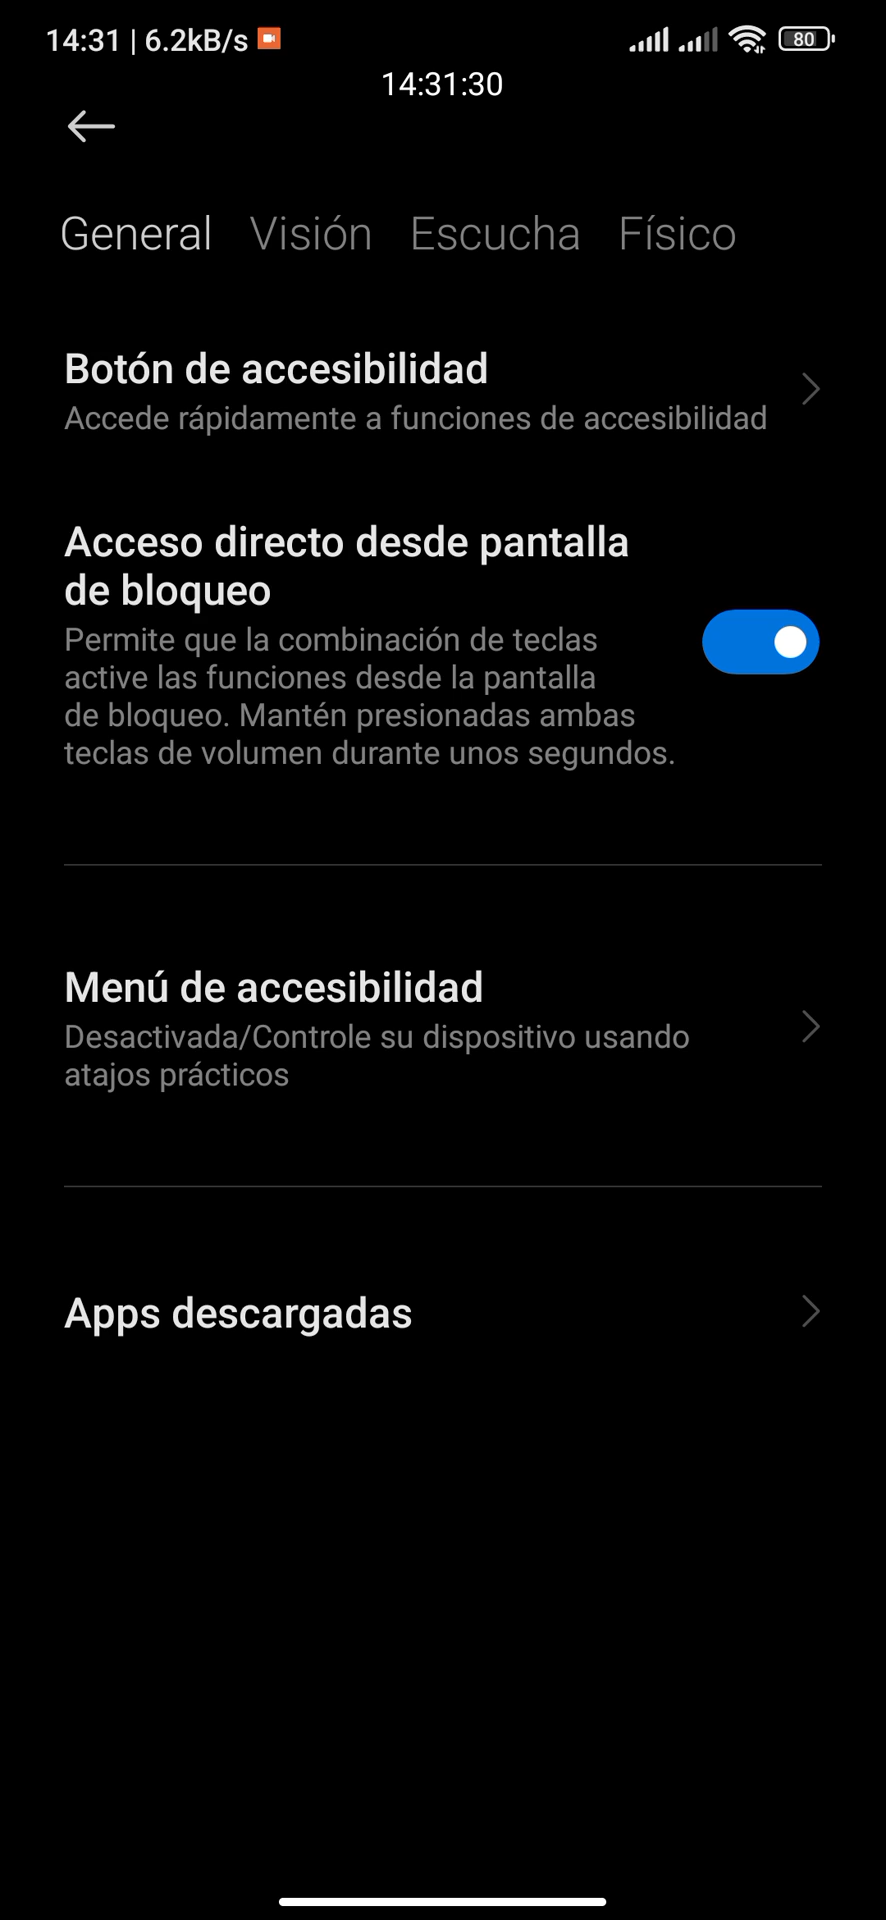 14:31 | 6.2kB/s
80
14:31:30
General Visión Escucha Físico
Botón de accesibilidad
Accede rápidamente a funciones de accesibilidad
Acceso directo desde pantalla
de bloqueo
Permite que la combinación de teclas
active las funciones desde la pantalla
de bloqueo. Mantén presionadas ambas
teclas de volumen durante unos segundos.
Menú de accesibilidad
Desactivada/Controle su dispositivo usando
atajos prácticos
Apps descargadas